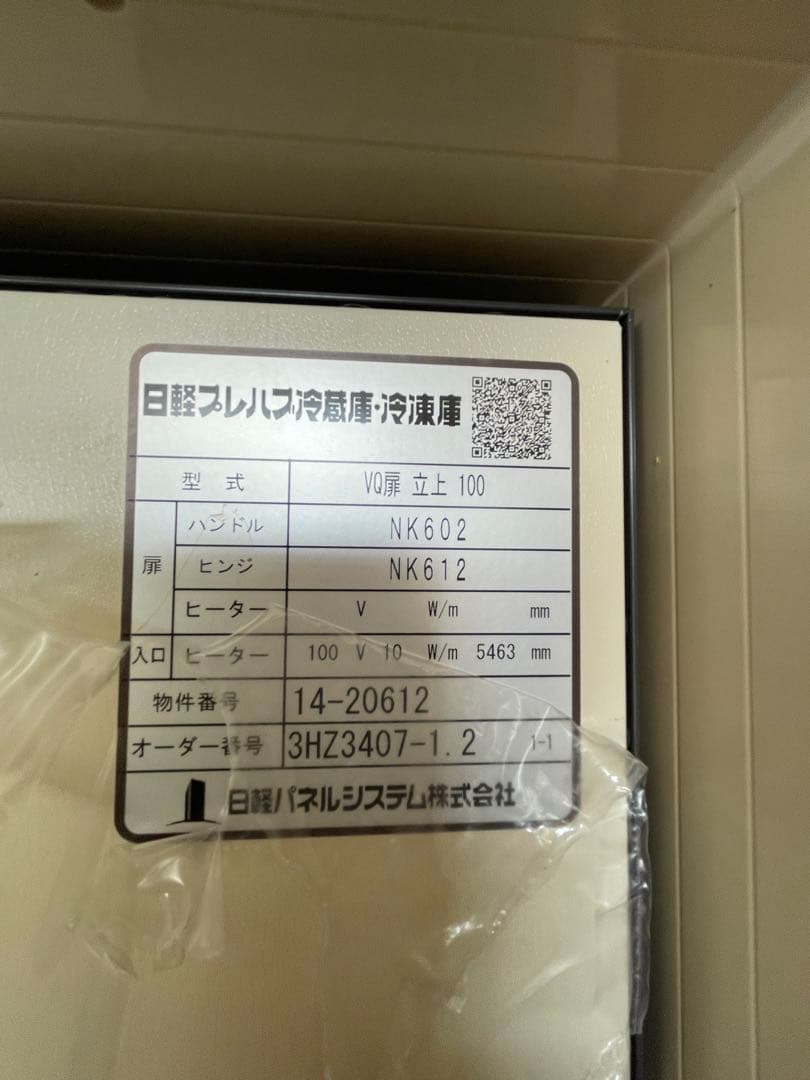 日軽プレハブ冷蔵庫・冷凍庫
型 式 VQ扉 立上 100
扉
ハンドル NK602
ヒンジ NK612
ヒーター V W/m mm
入口 ヒーター 100 V 10 W/m 5463 mm
物件番号 14-20612
オーダー番号 3HZ3407-1.2 1-1
日軽パネルシステム株式会社